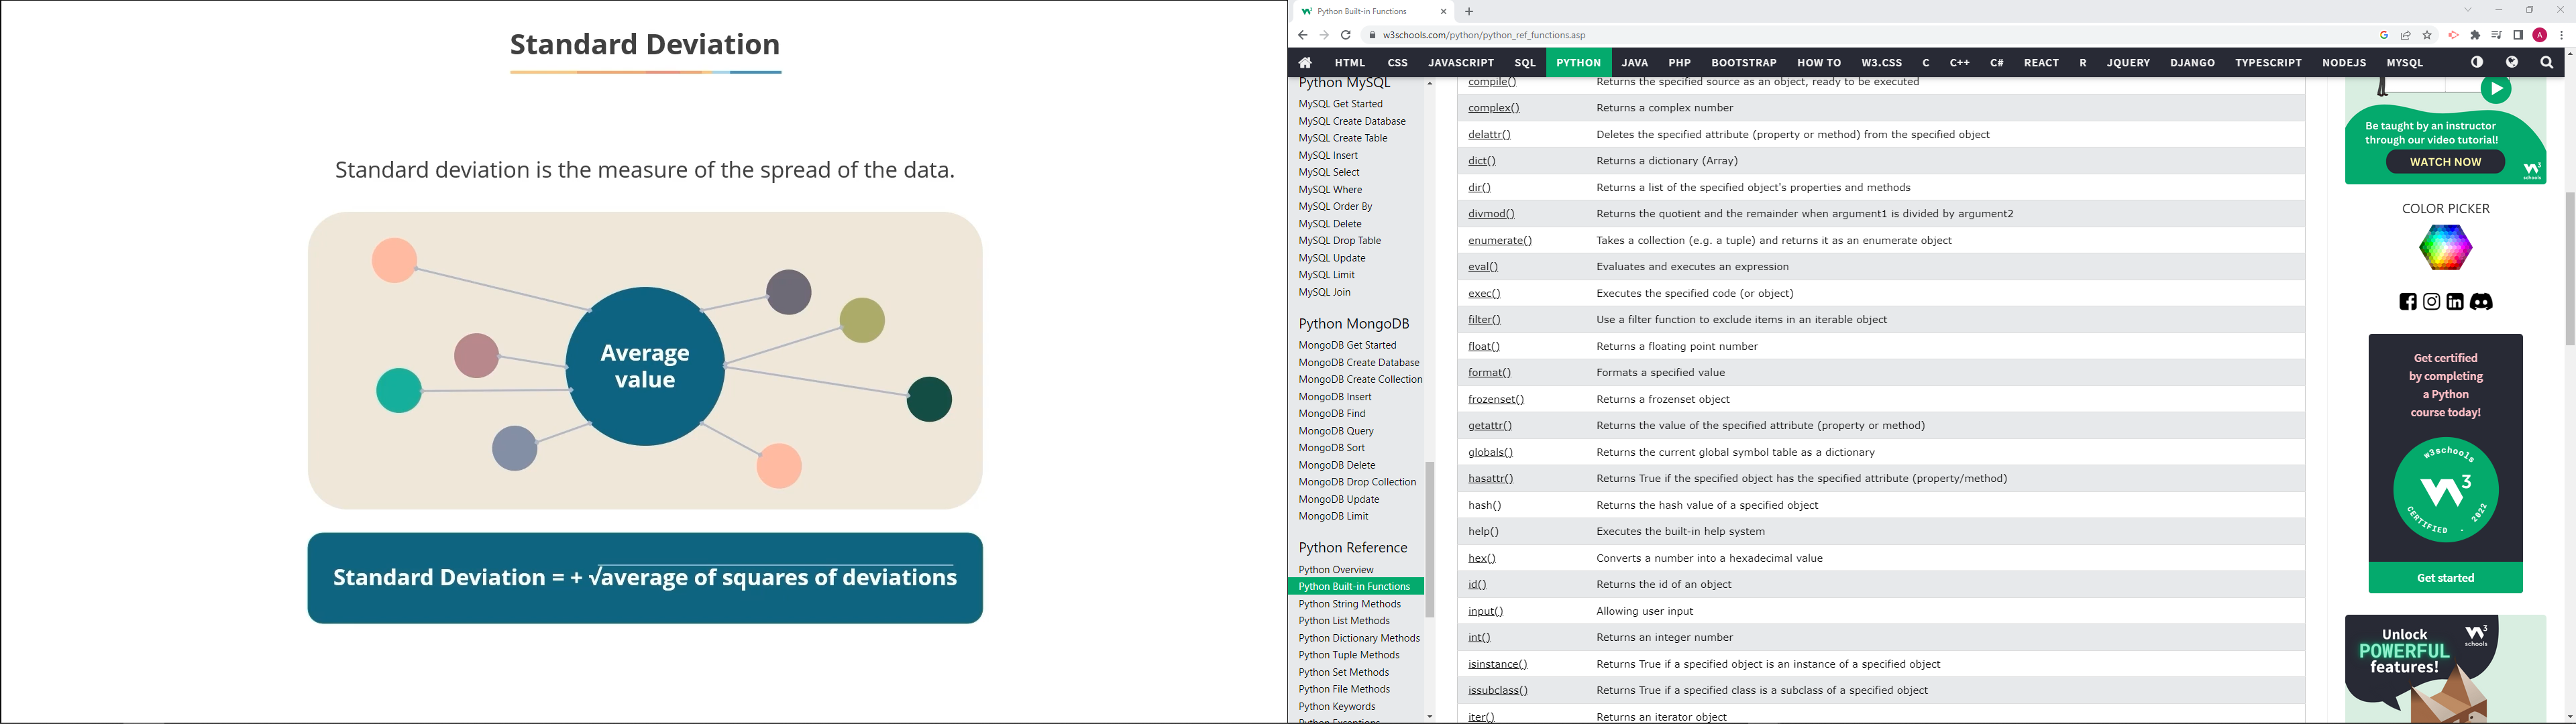 Standard Deviation
Standard deviation is the measure of the spread of the data.
Average
value
Standard Deviation = + √average of squares of deviations
Python Built-in Functions
w3schools.com/python/python_ref_functions.asp
A
HTML CSS JAVASCRIPT SQL PYTHON JAVA PHP BOOTSTRAP HOW TO W3.CSS C C++ C# REACT R JQUERY DJANGO TYPESCRIPT NODEJS MYSQL
Python MySQL
MySQL Get Started
MySQL Create Database
MySQL Create Table
MySQL Insert
MySQL Select
MySQL Where
MySQL Order By
MySQL Delete
MySQL Drop Table
MySQL Update
MySQL Limit
MySQL Join
Python MongoDB
MongoDB Get Started
MongoDB Create Database
MongoDB Create Collection
MongoDB Insert
MongoDB Find
MongoDB Query
MongoDB Sort
MongoDB Delete
MongoDB Drop Collection
MongoDB Update
MongoDB Limit
Python Reference
Python Overview
Python Built-in Functions
Python String Methods
Python List Methods
Python Dictionary Methods
Python Tuple Methods
Python Set Methods
Python File Methods
Python Keywords
Python Exceptions
compile() Returns the specified source as an object, ready to be executed
complex() Returns a complex number
delattr() Deletes the specified attribute (property or method) from the specified object
dict() Returns a dictionary (Array)
dir() Returns a list of the specified object's properties and methods
divmod() Returns the quotient and the remainder when argument1 is divided by argument2
enumerate() Takes a collection (e.g. a tuple) and returns it as an enumerate object
eval() Evaluates and executes an expression
exec() Executes the specified code (or object)
filter() Use a filter function to exclude items in an iterable object
float() Returns a floating point number
format() Formats a specified value
frozenset() Returns a frozenset object
getattr() Returns the value of the specified attribute (property or method)
globals() Returns the current global symbol table as a dictionary
hasattr() Returns True if the specified object has the specified attribute (property/method)
hash() Returns the hash value of a specified object
help() Executes the built-in help system
hex() Converts a number into a hexadecimal value
id() Returns the id of an object
input() Allowing user input
int() Returns an integer number
isinstance() Returns True if a specified object is an instance of a specified object
issubclass() Returns True if a specified class is a subclass of a specified object
iter() Returns an iterator object
Be taught by an instructor
through our video tutorial!
WATCH NOW
W3
schools
COLOR PICKER
Get certified
by completing
a Python
course today!
w3schools
W3
CERTIFIED . 2022
Get started
Unlock
W3
schools
POWERFUL
features!